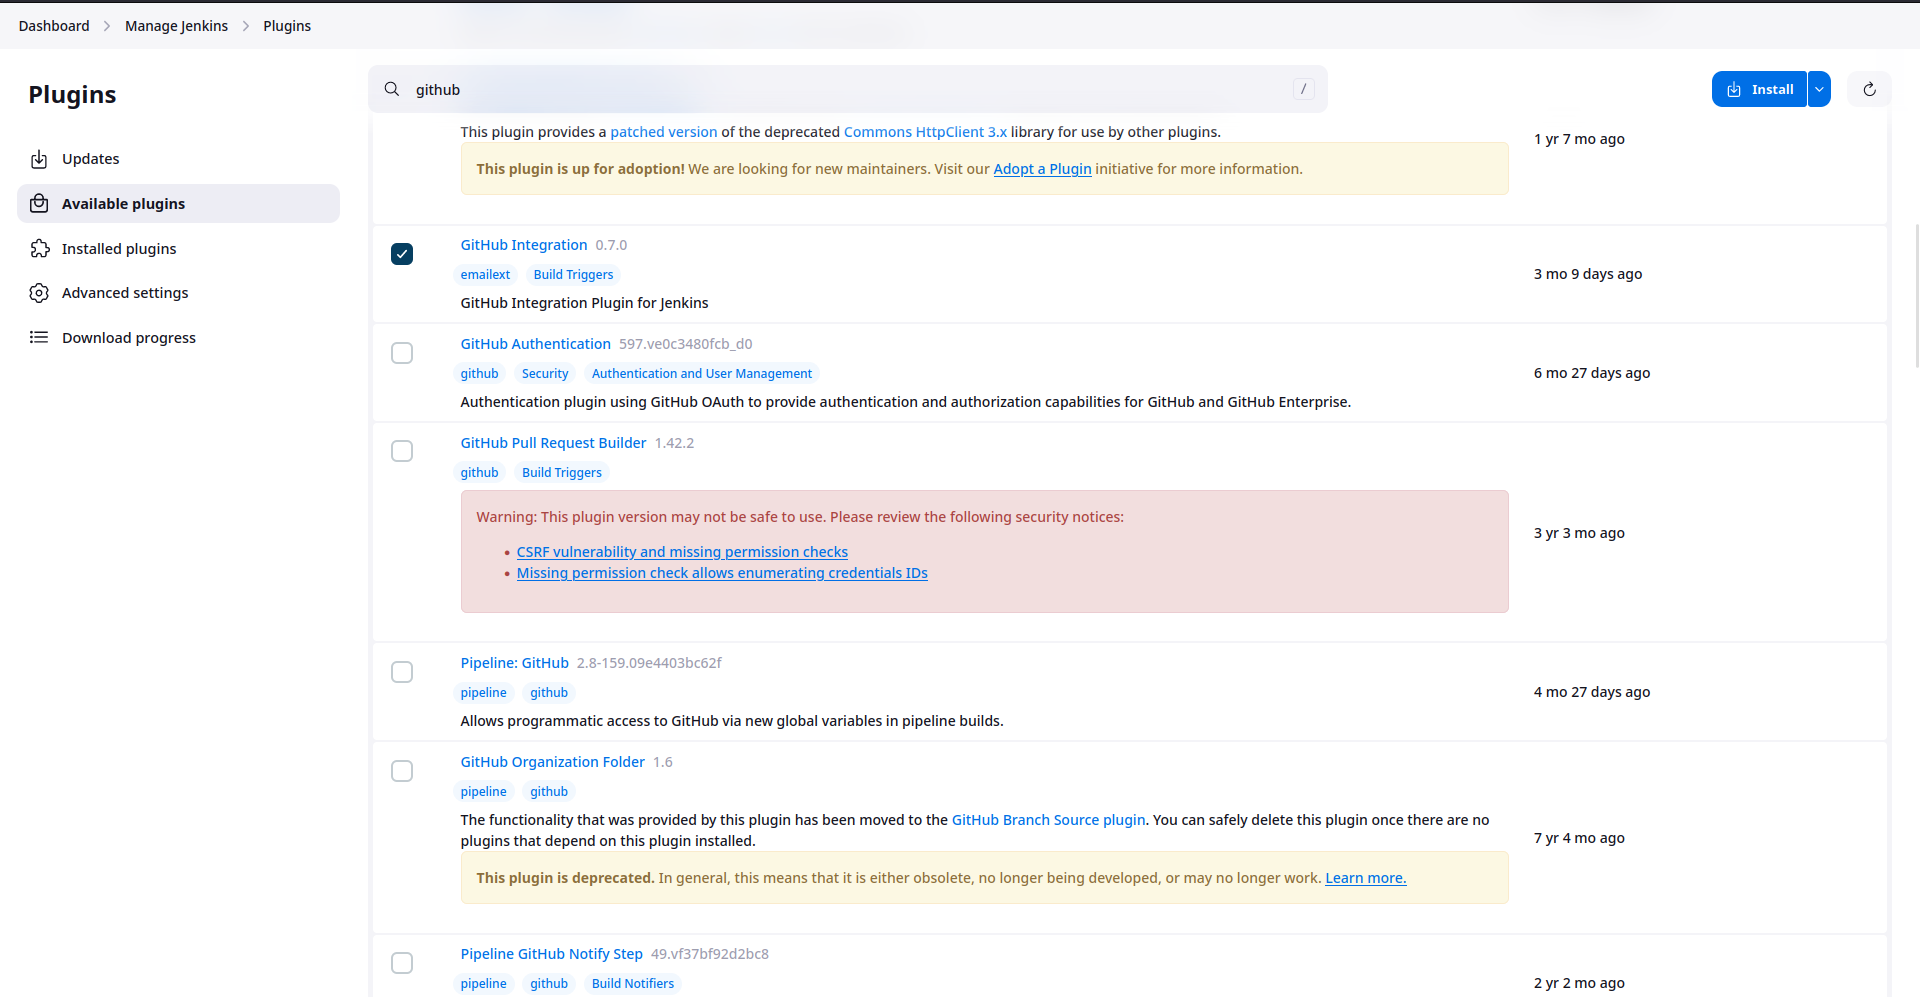 Dashboard > Manage Jenkins > Plugins
Plugins
Updates
Available plugins
Installed plugins
Advanced settings
Download progress
github
/
Install
This plugin provides a patched version of the deprecated Commons HttpClient 3.x library for use by other plugins.
1 yr 7 mo ago
This plugin is up for adoption! We are looking for new maintainers. Visit our Adopt a Plugin initiative for more information.
GitHub Integration 0.7.0
emailext Build Triggers
3 mo 9 days ago
GitHub Integration Plugin for Jenkins
GitHub Authentication 597.ve0c3480fcb_d0
github Security Authentication and User Management
6 mo 27 days ago
Authentication plugin using GitHub OAuth to provide authentication and authorization capabilities for GitHub and GitHub Enterprise.
GitHub Pull Request Builder 1.42.2
github Build Triggers
Warning: This plugin version may not be safe to use. Please review the following security notices:
3 yr 3 mo ago
• CSRF vulnerability and missing permission checks
• Missing permission check allows enumerating credentials IDs
Pipeline: GitHub 2.8-159.09e4403bc62f
pipeline github
4 mo 27 days ago
Allows programmatic access to GitHub via new global variables in pipeline builds.
GitHub Organization Folder 1.6
pipeline github
The functionality that was provided by this plugin has been moved to the GitHub Branch Source plugin. You can safely delete this plugin once there are no
plugins that depend on this plugin installed.
7 yr 4 mo ago
This plugin is deprecated. In general, this means that it is either obsolete, no longer being developed, or may no longer work. Learn more.
Pipeline GitHub Notify Step 49.vf37bf92d2bc8
pipeline github Build Notifiers
2 yr 2 mo ago